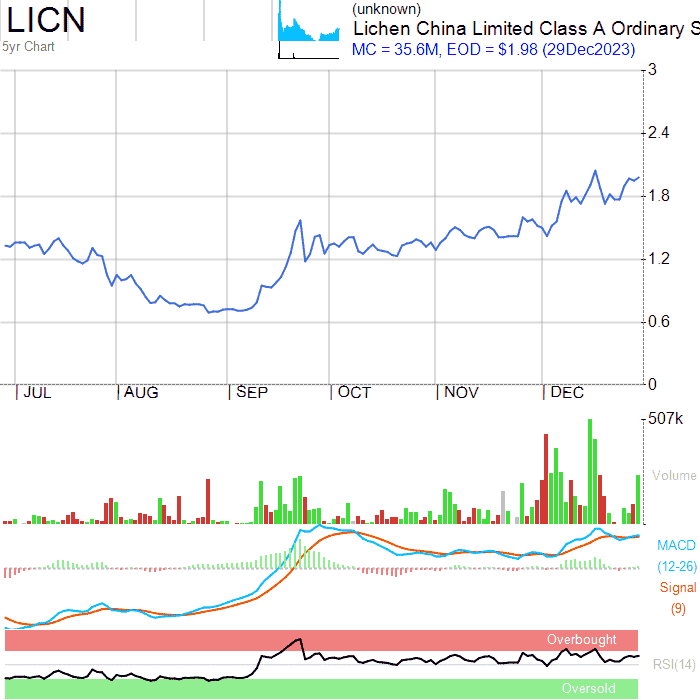 LICN
5yr Chart
(unknown)
Lichen China Limited Class A Ordinary S
MC = 35.6M, EOD = $1.98 (29Dec2023)
3
2.4
1.8
1.2
0.6
0
JUL AUG SEP OCT NOV DEC
507k
Volume
MACD
(12-26)
Signal
(9)
Overbought
RSI(14)
Oversold